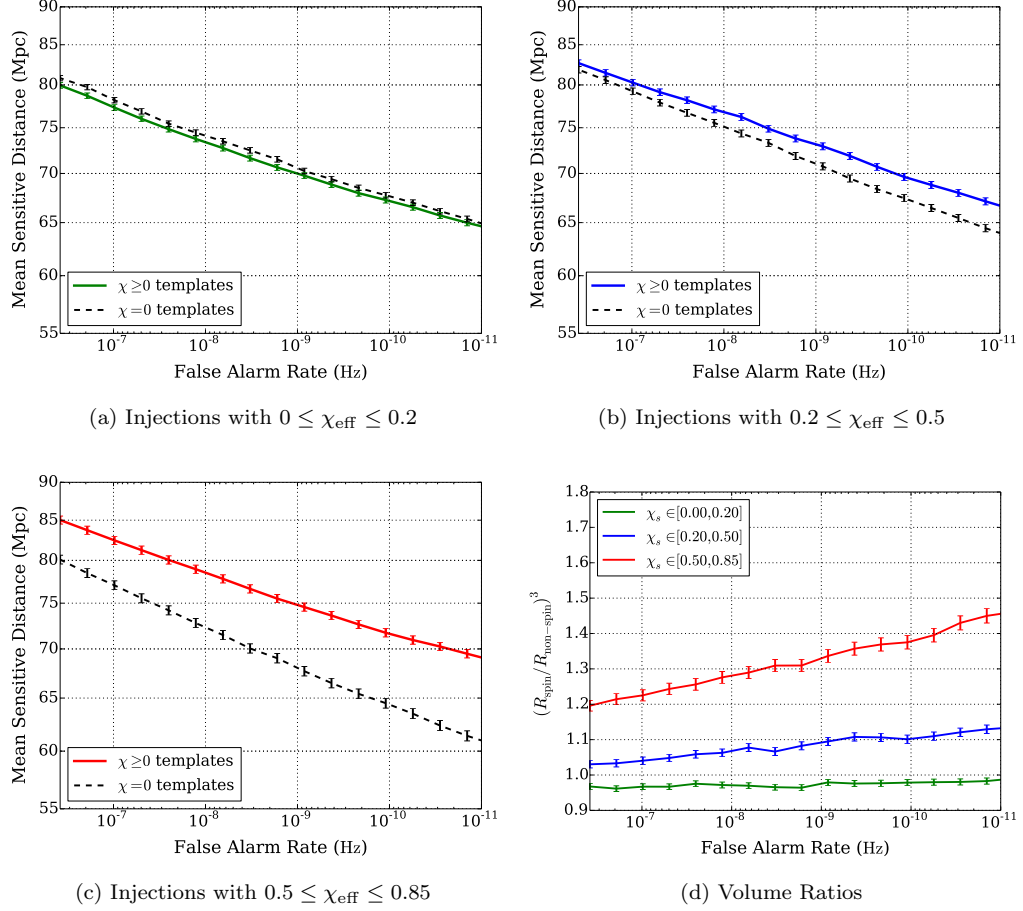 90
85
80
75
70
65
60
55
Mean Sensitive Distance (Mpc)
χ≥0 templates
χ=0 templates
10⁻⁷ 10⁻⁸ 10⁻⁹ 10⁻¹⁰ 10⁻¹¹
False Alarm Rate (Hz)
(a) Injections with 0 ≤ χ_eff ≤ 0.2
90
85
80
75
70
65
60
55
Mean Sensitive Distance (Mpc)
χ≥0 templates
χ=0 templates
10⁻⁷ 10⁻⁸ 10⁻⁹ 10⁻¹⁰ 10⁻¹¹
False Alarm Rate (Hz)
(b) Injections with 0.2 ≤ χ_eff ≤ 0.5
90
85
80
75
70
65
60
55
Mean Sensitive Distance (Mpc)
χ≥0 templates
χ=0 templates
10⁻⁷ 10⁻⁸ 10⁻⁹ 10⁻¹⁰ 10⁻¹¹
False Alarm Rate (Hz)
(c) Injections with 0.5 ≤ χ_eff ≤ 0.85
1.8
1.7
1.6
1.5
1.4
1.3
1.2
1.1
1.0
0.9
(R_spin/R_non−spin)³
χ_s ∈[0.00,0.20]
χ_s ∈[0.20,0.50]
χ_s ∈[0.50,0.85]
10⁻⁷ 10⁻⁸ 10⁻⁹ 10⁻¹⁰ 10⁻¹¹
False Alarm Rate (Hz)
(d) Volume Ratios